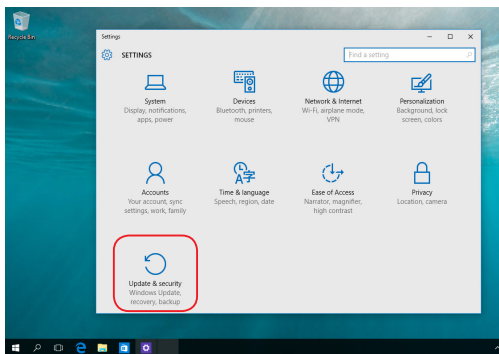 Recycle Bin
Settings
SETTINGS
Find a setting
System
Display, notifications,
apps, power
Devices
Bluetooth, printers,
mouse
Network & Internet
Wi-Fi, airplane mode,
VPN
Personalization
Background, lock
screen, colors
Accounts
Your account, sync
settings, work, family
Time & language
Speech, region, date
Ease of Access
Narrator, magnifier,
high contrast
Privacy
Location, camera
Update & security
Windows Update,
recovery, backup